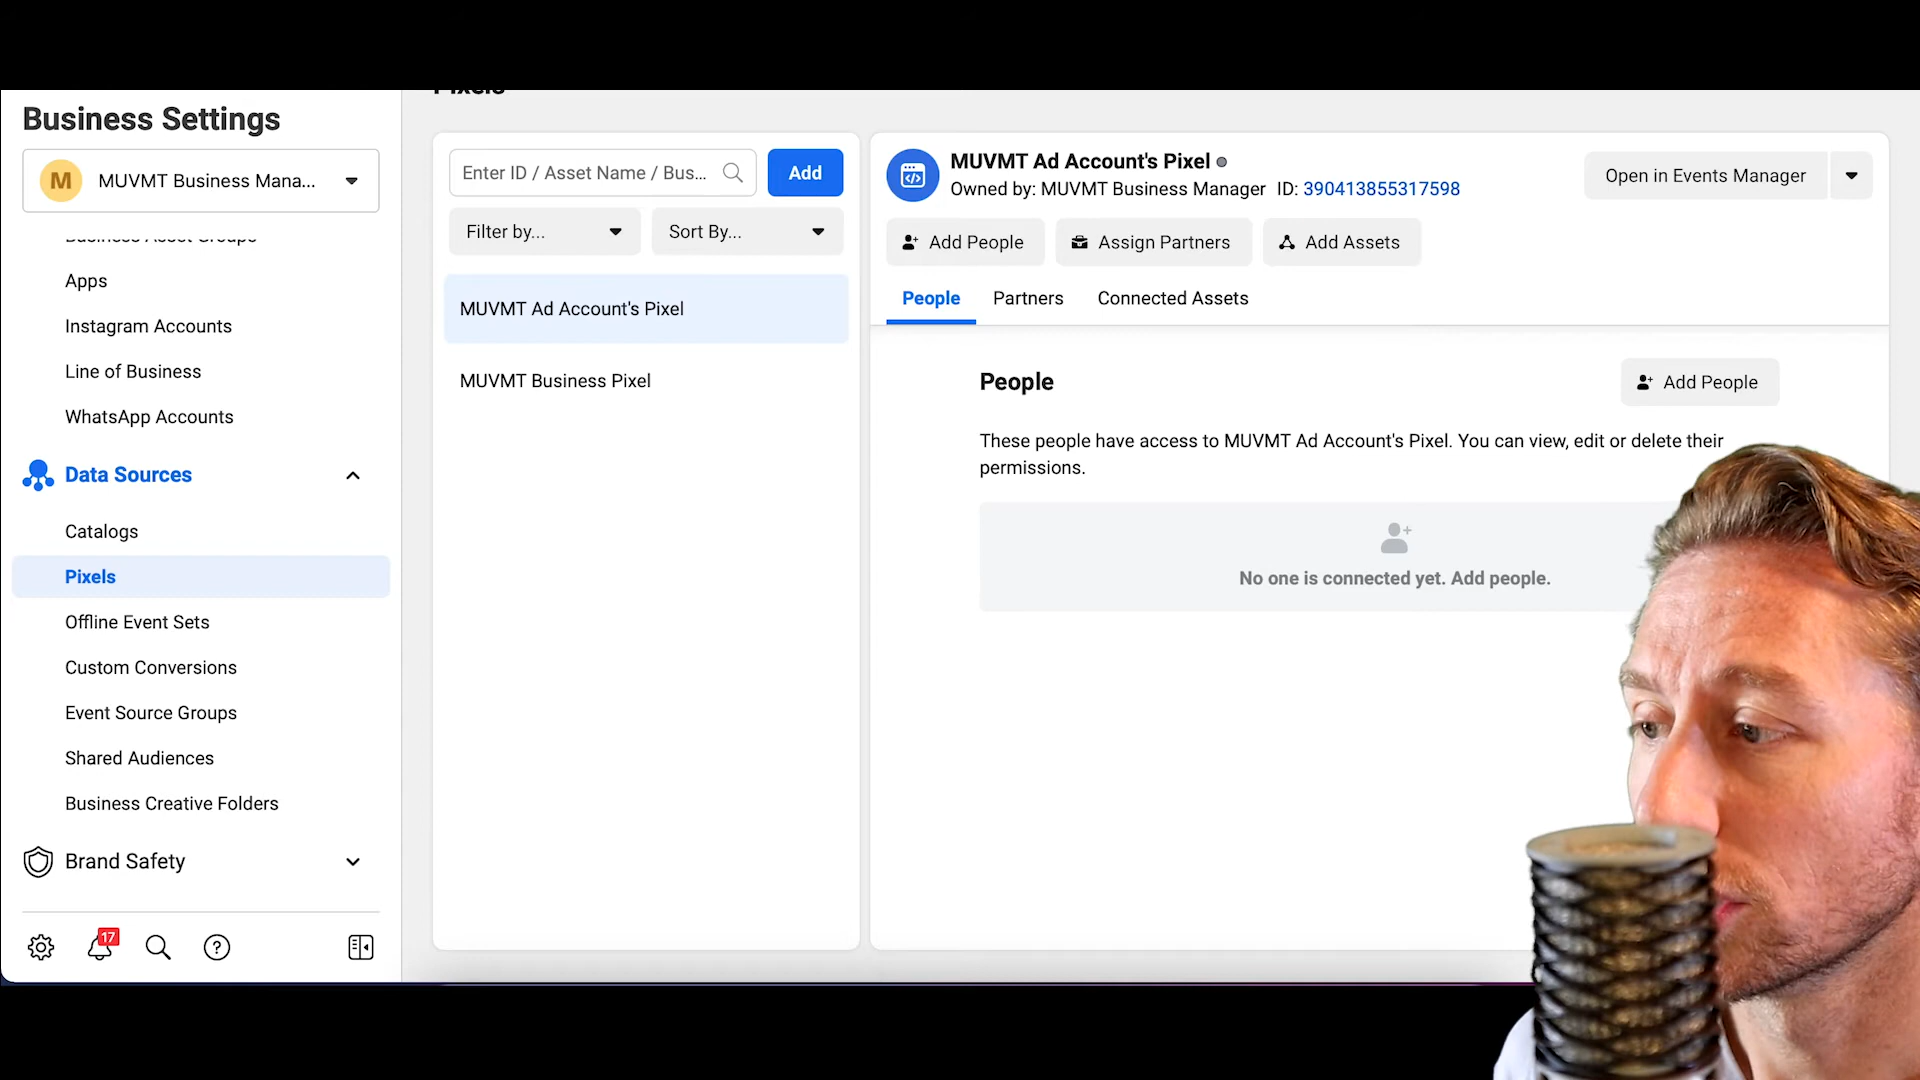 Pixels
Business Settings
M
MUVMT Business Mana...
Business Asset Groups
Apps
Instagram Accounts
Line of Business
WhatsApp Accounts
Data Sources
Catalogs
Pixels
Offline Event Sets
Custom Conversions
Event Source Groups
Shared Audiences
Business Creative Folders
Brand Safety
17
?
Enter ID / Asset Name / Bus...
Add
Filter by...
Sort By...
MUVMT Ad Account's Pixel
MUVMT Business Pixel
MUVMT Ad Account's Pixel
Owned by: MUVMT Business Manager ID: 390413855317598
Open in Events Manager
Add People
Assign Partners
Add Assets
People
Partners
Connected Assets
People
Add People
These people have access to MUVMT Ad Account's Pixel. You can view, edit or delete their
permissions.
No one is connected yet. Add people.